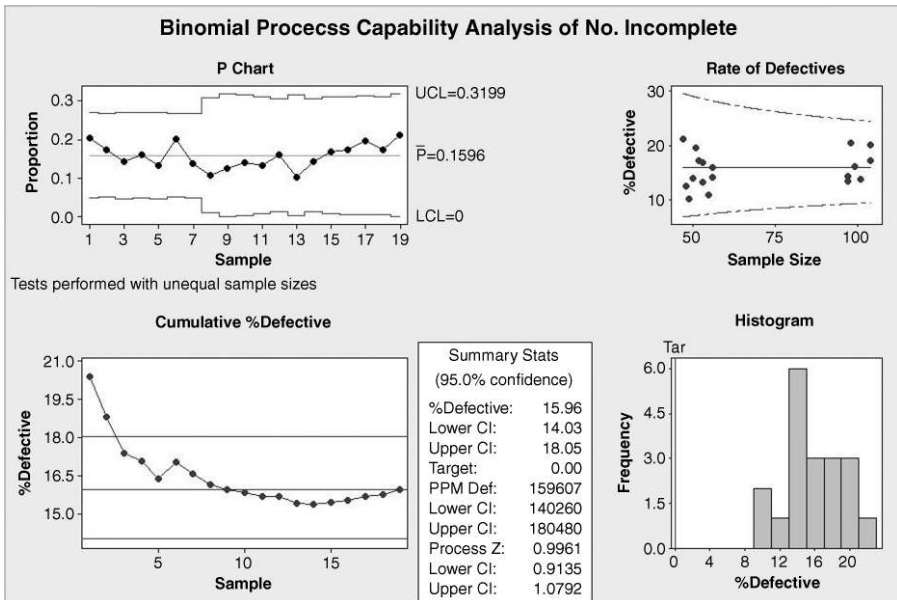 Binomial Procecss Capability Analysis of No. Incomplete
P Chart
Proportion
0.3
0.2
0.1
0.0
UCL=0.3199
P̅=0.1596
LCL=0
1 3 5 7 9 11 13 15 17 19
Sample
Tests performed with unequal sample sizes
Rate of Defectives
%Defective
30
20
10
50 75 100
Sample Size
Cumulative %Defective
%Defective
21.0
19.5
18.0
16.5
15.0
5 10 15
Sample
Summary Stats
(95.0% confidence)
%Defective: 15.96
Lower CI: 14.03
Upper CI: 18.05
Target: 0.00
PPM Def: 159607
Lower CI: 140260
Upper CI: 180480
Process Z: 0.9961
Lower CI: 0.9135
Upper CI: 1.0792
Histogram
Tar
Frequency
6.0
4.5
3.0
1.5
0.0
0 4 8 12 16 20
%Defective